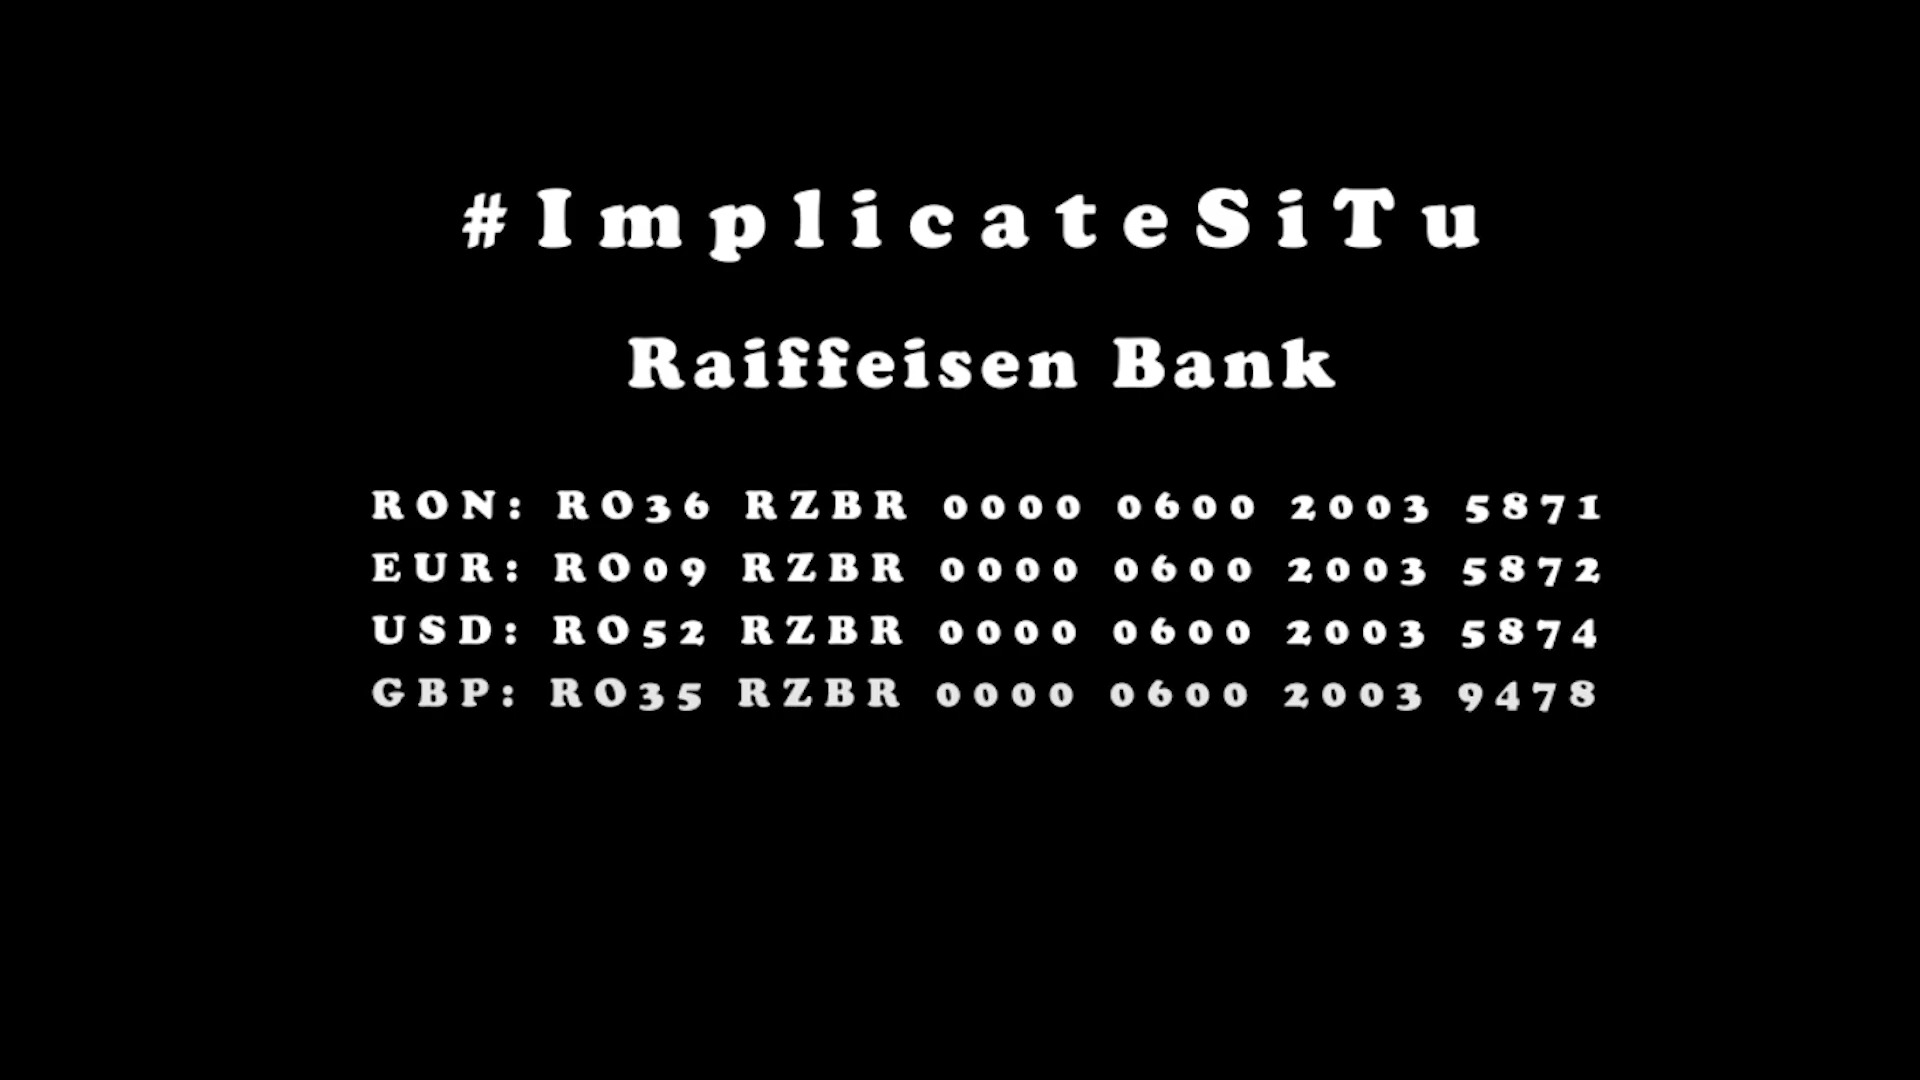 #ImplicateSiTu
Raiffeisen Bank
RON: RO36 RZBR 0000 0600 2003 5871
EUR: RO09 RZBR 0000 0600 2003 5872
USD: RO52 RZBR 0000 0600 2003 5874
GBP: RO35 RZBR 0000 0600 2003 9478